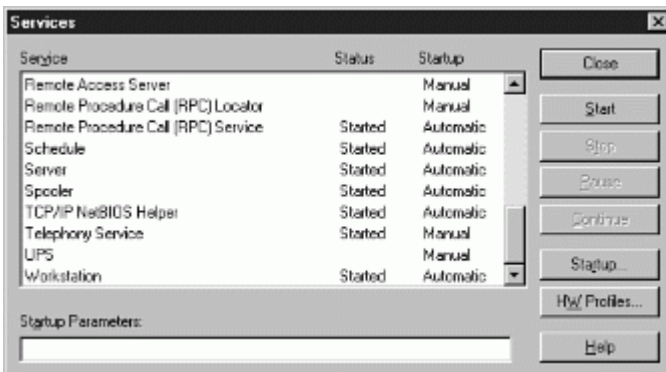 Services
Service Status Startup
Remote Access Server Manual
Remote Procedure Call (RPC) Locator Manual
Remote Procedure Call (RPC) Service Started Automatic
Schedule Started Automatic
Server Started Automatic
Spooler Started Automatic
TCP/IP NetBIOS Helper Started Automatic
Telephony Service Started Manual
UPS Manual
Workstation Started Automatic
Startup Parameters:
Close
Start
Stop
Pause
Continue
Startup...
HW Profiles...
Help